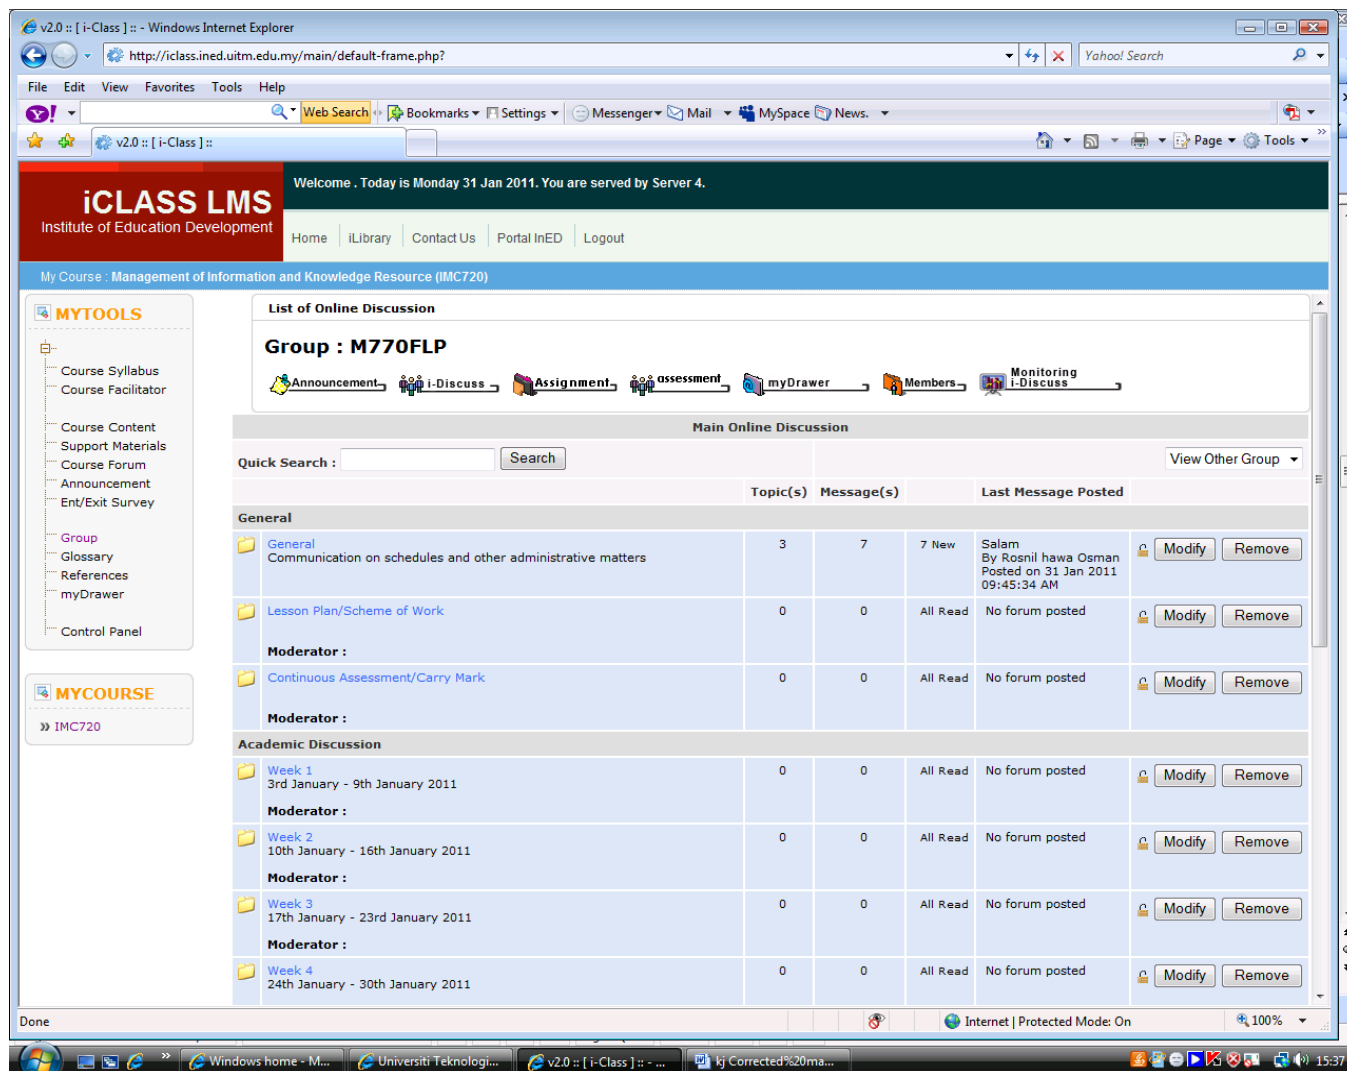 v2.0 :: [ i-Class ] :: - Windows Internet Explorer
http://iclass.ined.uitm.edu.my/main/default-frame.php?
Yahoo! Search
File Edit View Favorites Tools Help
Y! Web Search Bookmarks Settings Messenger Mail MySpace News.
v2.0 :: [ i-Class ] ::
Page Tools
iCLASS LMS
Institute of Education Development
Welcome . Today is Monday 31 Jan 2011. You are served by Server 4.
Home iLibrary Contact Us Portal InED Logout
My Course : Management of Information and Knowledge Resource (IMC720)
MYTOOLS
Course Syllabus
Course Facilitator
Course Content
Support Materials
Course Forum
Announcement
Ent/Exit Survey
Group
Glossary
References
myDrawer
Control Panel
MYCOURSE
» IMC720
List of Online Discussion
Group : M770FLP
Announcement i-Discuss Assignment assessment myDrawer Members Monitoring i-Discuss
Main Online Discussion
Quick Search : Search View Other Group
Topic(s) Message(s) Last Message Posted
General
General 3 7 7 New Salam Modify Remove
Communication on schedules and other administrative matters By Rosnil hawa Osman
Posted on 31 Jan 2011
09:45:34 AM
Lesson Plan/Scheme of Work 0 0 All Read No forum posted Modify Remove
Moderator :
Continuous Assessment/Carry Mark 0 0 All Read No forum posted Modify Remove
Moderator :
Academic Discussion
Week 1 0 0 All Read No forum posted Modify Remove
3rd January - 9th January 2011
Moderator :
Week 2 0 0 All Read No forum posted Modify Remove
10th January - 16th January 2011
Moderator :
Week 3 0 0 All Read No forum posted Modify Remove
17th January - 23rd January 2011
Moderator :
Week 4 0 0 All Read No forum posted Modify Remove
24th January - 30th January 2011
Done Internet | Protected Mode: On 100%
Windows home - M... Universiti Teknologi... v2.0 :: [ i-Class ] :: - ... kj Corrected%20ma... 15:37